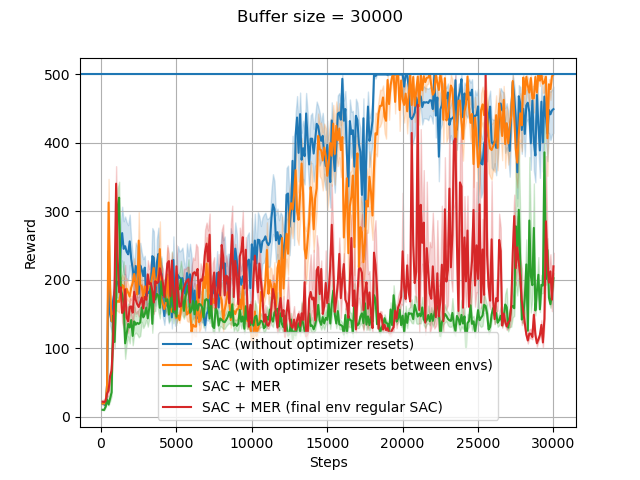 Buffer size = 30000
500
400
300
200
100
0
Reward
SAC (without optimizer resets)
SAC (with optimizer resets between envs)
SAC + MER
SAC + MER (final env regular SAC)
0 5000 10000 15000 20000 25000 30000
Steps